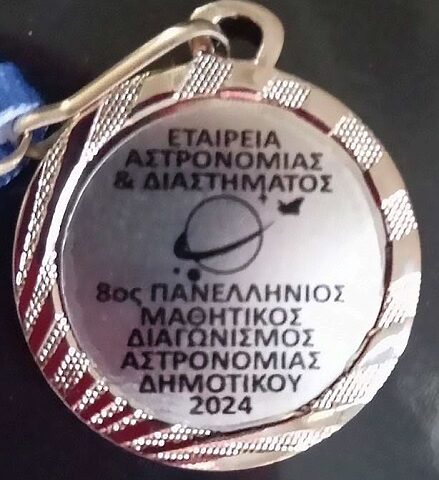 ΕΤΑΙΡΕΙΑ
ΑΣΤΡΟΝΟΜΙΑΣ
& ΔΙΑΣΤΗΜΑΤΟΣ
8ος ΠΑΝΕΛΛΗΝΙΟΣ
ΜΑΘΗΤΙΚΟΣ
ΔΙΑΓΩΝΙΣΜΟΣ
ΑΣΤΡΟΝΟΜΙΑΣ
ΔΗΜΟΤΙΚΟΥ
2024